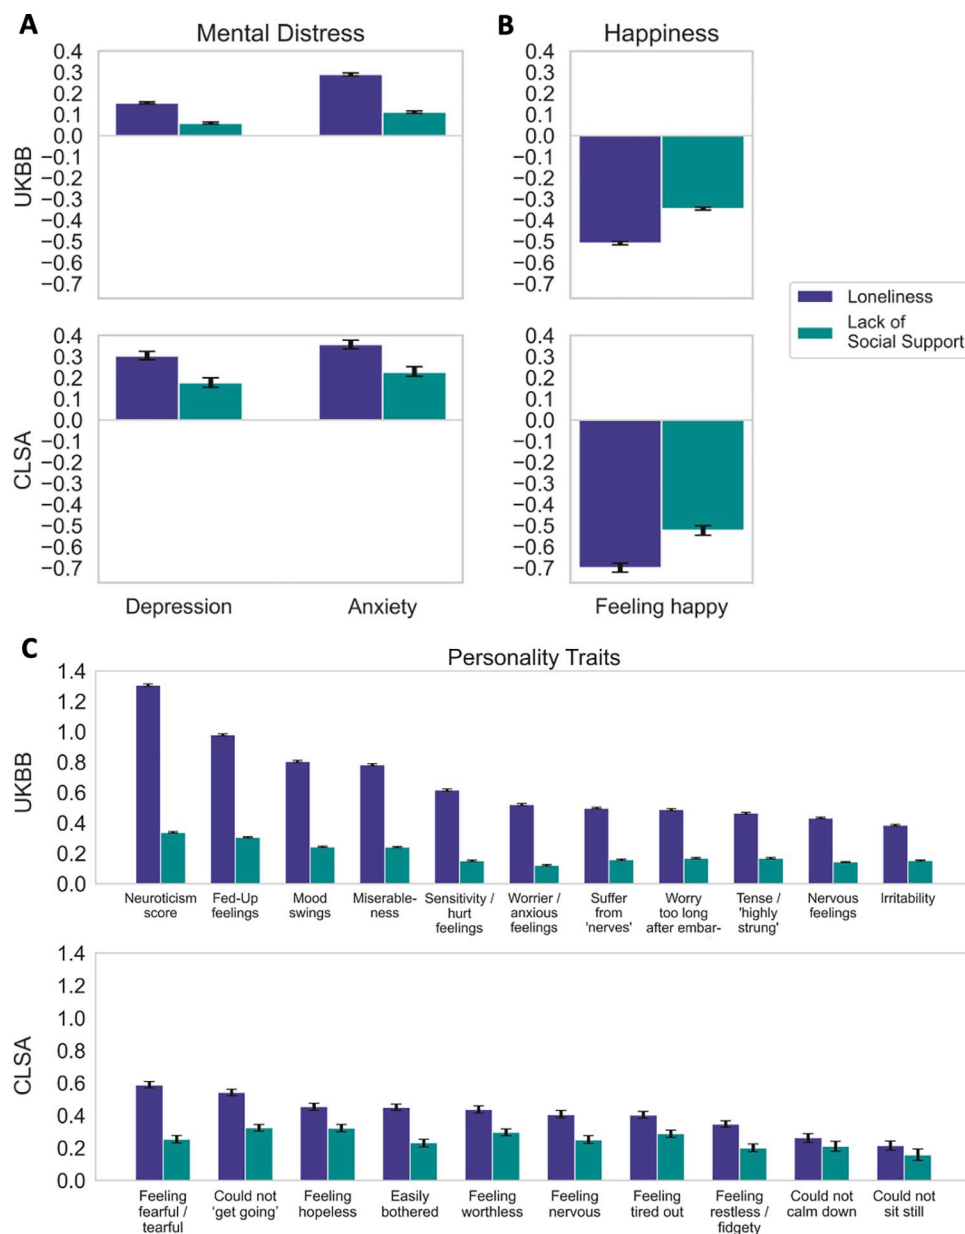 A
Mental Distress
B
Happiness
0.4
0.3
0.2
0.1
0.0
−0.1
−0.2
−0.3
−0.4
−0.5
−0.6
−0.7
UKBB
0.4
0.3
0.2
0.1
0.0
−0.1
−0.2
−0.3
−0.4
−0.5
−0.6
−0.7
Loneliness
Lack of
Social Support
0.4
0.3
0.2
0.1
0.0
−0.1
−0.2
−0.3
−0.4
−0.5
−0.6
−0.7
CLSA
0.4
0.3
0.2
0.1
0.0
−0.1
−0.2
−0.3
−0.4
−0.5
−0.6
−0.7
Depression
Anxiety
Feeling happy
C
Personality Traits
1.4
1.2
1.0
0.8
0.6
0.4
0.2
0.0
UKBB
Neuroticism
score
Fed-Up
feelings
Mood
swings
Miserable-
ness
Sensitivity /
hurt
feelings
Worrier /
anxious
feelings
Suffer
from
'nerves'
Worry
too long
after embar-
Tense /
'highly
strung'
Nervous
feelings
Irritability
1.4
1.2
1.0
0.8
0.6
0.4
0.2
0.0
CLSA
Feeling
fearful /
tearful
Could not
'get going'
Feeling
hopeless
Easily
bothered
Feeling
worthless
Feeling
nervous
Feeling
tired out
Feeling
restless /
fidgety
Could not
calm down
Could not
sit still